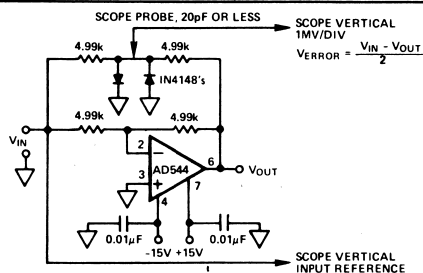 SCOPE PROBE, 20pF OR LESS
SCOPE VERTICAL
1MV/DIV
VERROR = VIN - VOUT
2
4.99k
4.99k
IN4148's
4.99k
4.99k
VIN
2
-
3
+
AD544
6
VOUT
7
4
0.01µF
-15V +15V
0.01µF
SCOPE VERTICAL
INPUT REFERENCE